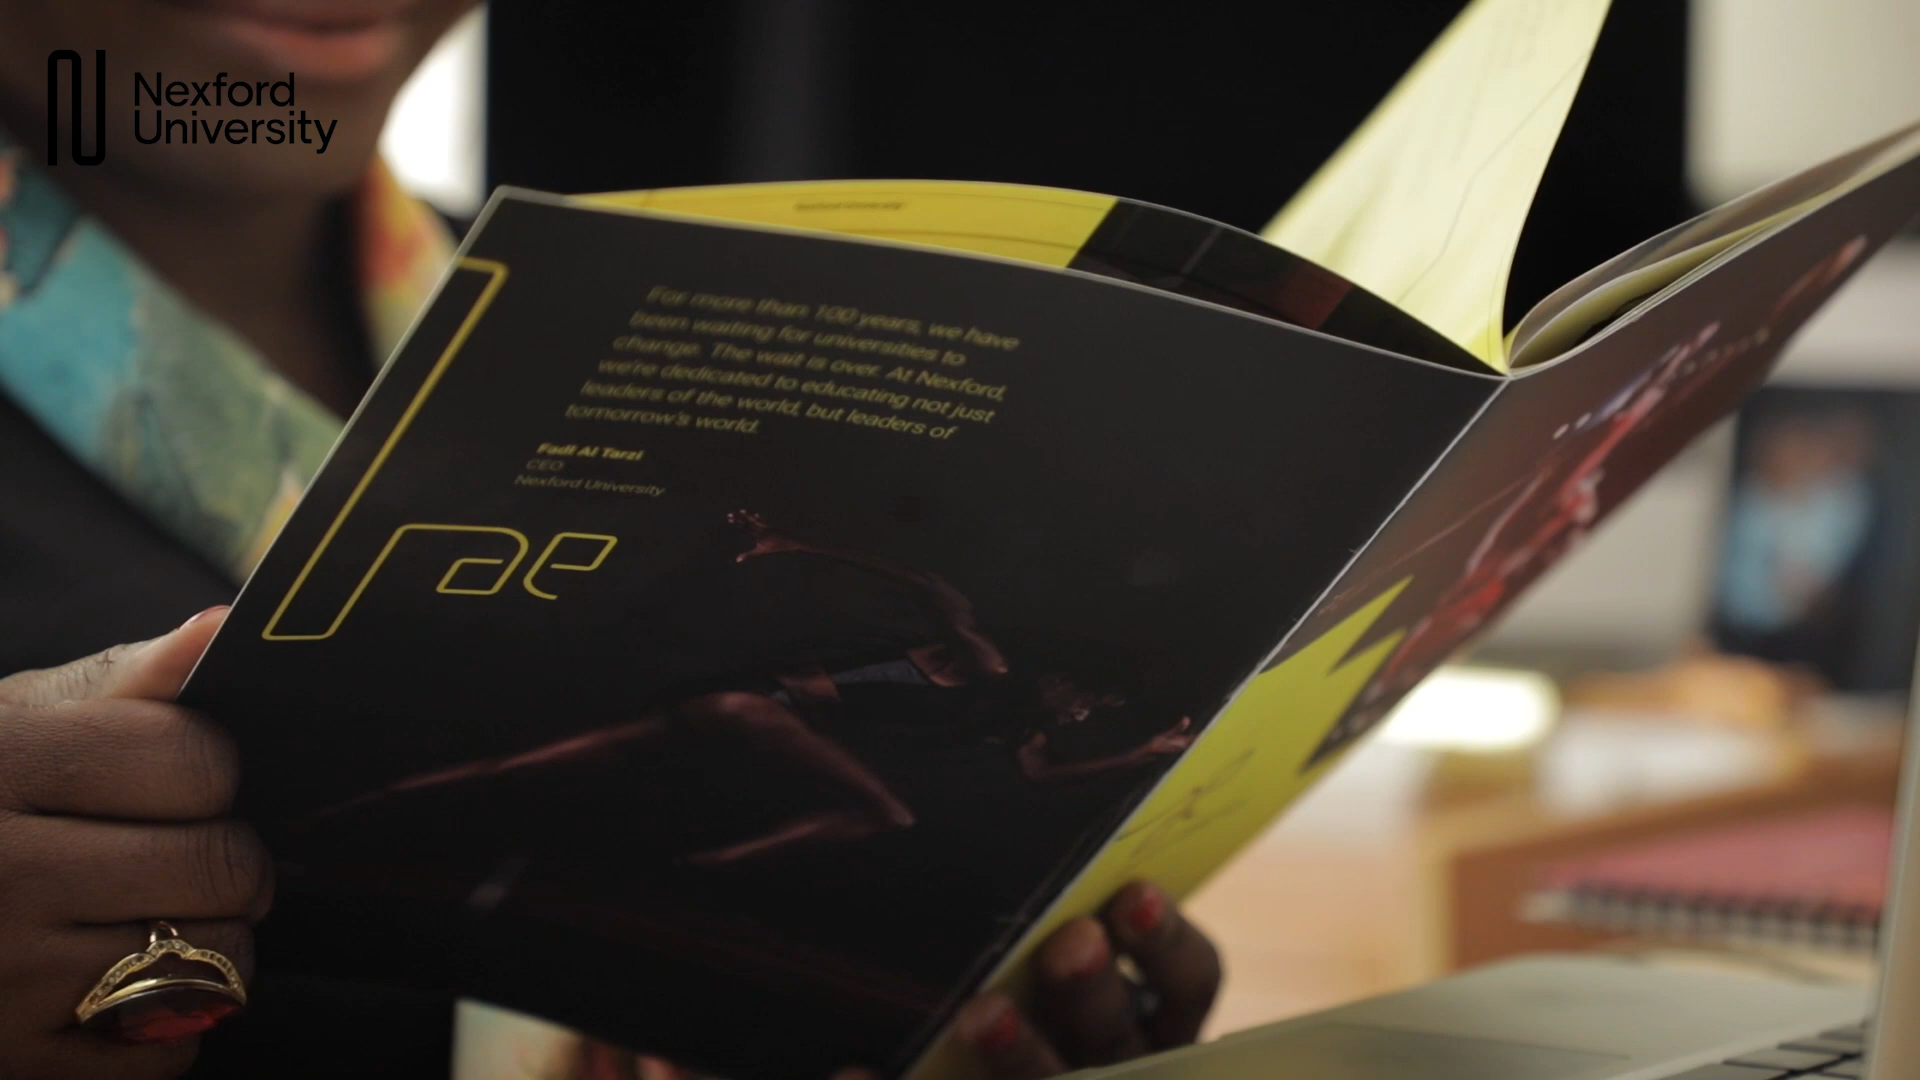 Nexford
University
For more than 100 years, we have
been waiting for universities to
change. The wait is over. At Nexford,
we're dedicated to educating not just
leaders of the world, but leaders of
tomorrow's world.
Fadl Al Tarzi
CEO
Nexford University